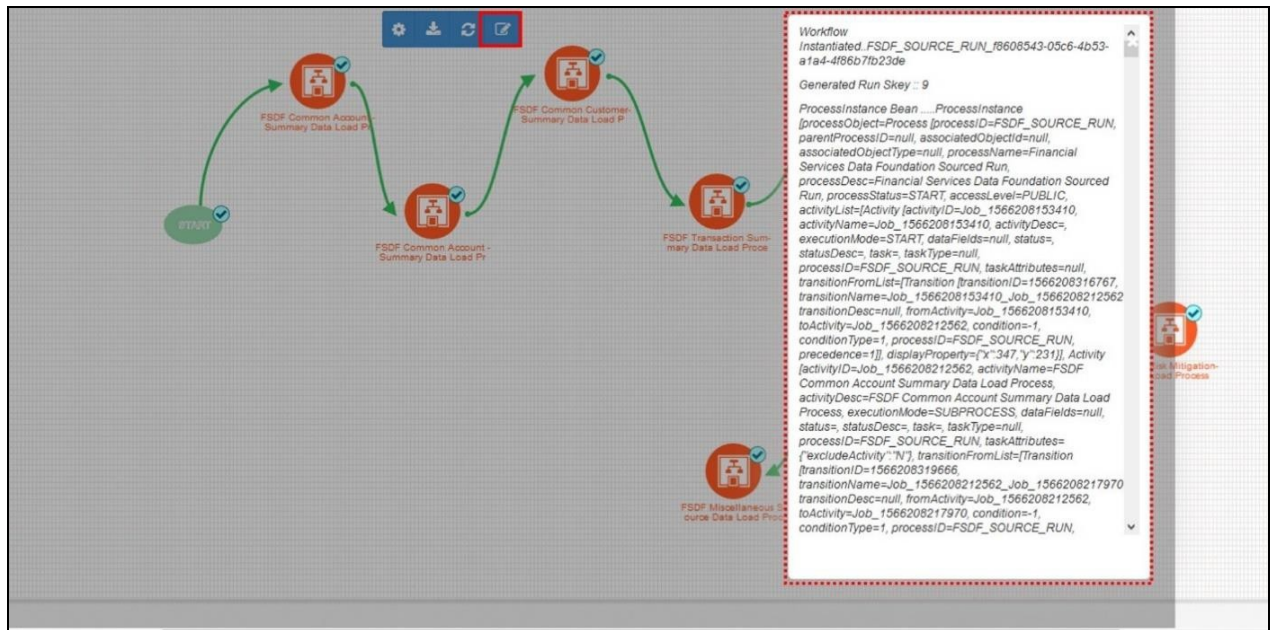 FSDF Common Account -
Summary Data Load Pr
FSDF Common Customer-
Summary Data Load P
START
FSDF Common Account -
Summary Data Load Pr
FSDF Transaction Sum-
mary Data Load Proce
FSDF Miscellaneous S
ource Data Load Proc
Workflow
Instantiated..FSDF_SOURCE_RUN_f8608543-05c6-4b53-
a1a4-4f86b7fb23de
Generated Run Skey :: 9
ProcessInstance Bean .....ProcessInstance
[processObject=Process [processID=FSDF_SOURCE_RUN,
parentProcessID=null, associatedObjectId=null,
associatedObjectType=null, processName=Financial
Services Data Foundation Sourced Run,
processDesc=Financial Services Data Foundation Sourced
Run, processStatus=START, accessLevel=PUBLIC,
activityList=[Activity [activityID=Job_1566208153410,
activityName=Job_1566208153410, activityDesc=,
executionMode=START, dataFields=null, status=,
statusDesc=, task=, taskType=null,
processID=FSDF_SOURCE_RUN, taskAttributes=null,
transitionFromList=[Transition [transitionID=1566208316767,
transitionName=Job_1566208153410_Job_1566208212562
transitionDesc=null, fromActivity=Job_1566208153410,
toActivity=Job_1566208212562, condition=-1,
conditionType=1, processID=FSDF_SOURCE_RUN,
precedence=1]], displayProperty={"x":347,"y":231}], Activity
[activityID=Job_1566208212562, activityName=FSDF
Common Account Summary Data Load Process,
activityDesc=FSDF Common Account Summary Data Load
Process, executionMode=SUBPROCESS, dataFields=null,
status=, statusDesc=, task=, taskType=null,
processID=FSDF_SOURCE_RUN, taskAttributes=
{"excludeActivity":"N"}, transitionFromList=[Transition
[transitionID=1566208319666,
transitionName=Job_1566208212562_Job_1566208217970
transitionDesc=null, fromActivity=Job_1566208212562,
toActivity=Job_1566208217970, condition=-1,
conditionType=1, processID=FSDF_SOURCE_RUN,
Mitigation-
Process